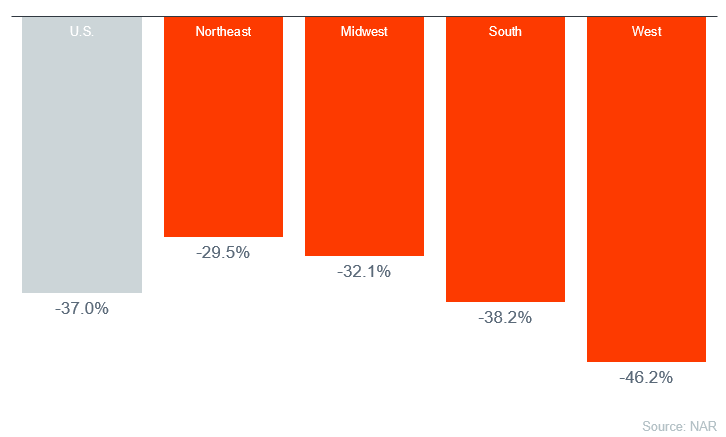 U.S.
Northeast
Midwest
South
West
-37.0%
-29.5%
-32.1%
-38.2%
-46.2%
Source: NAR